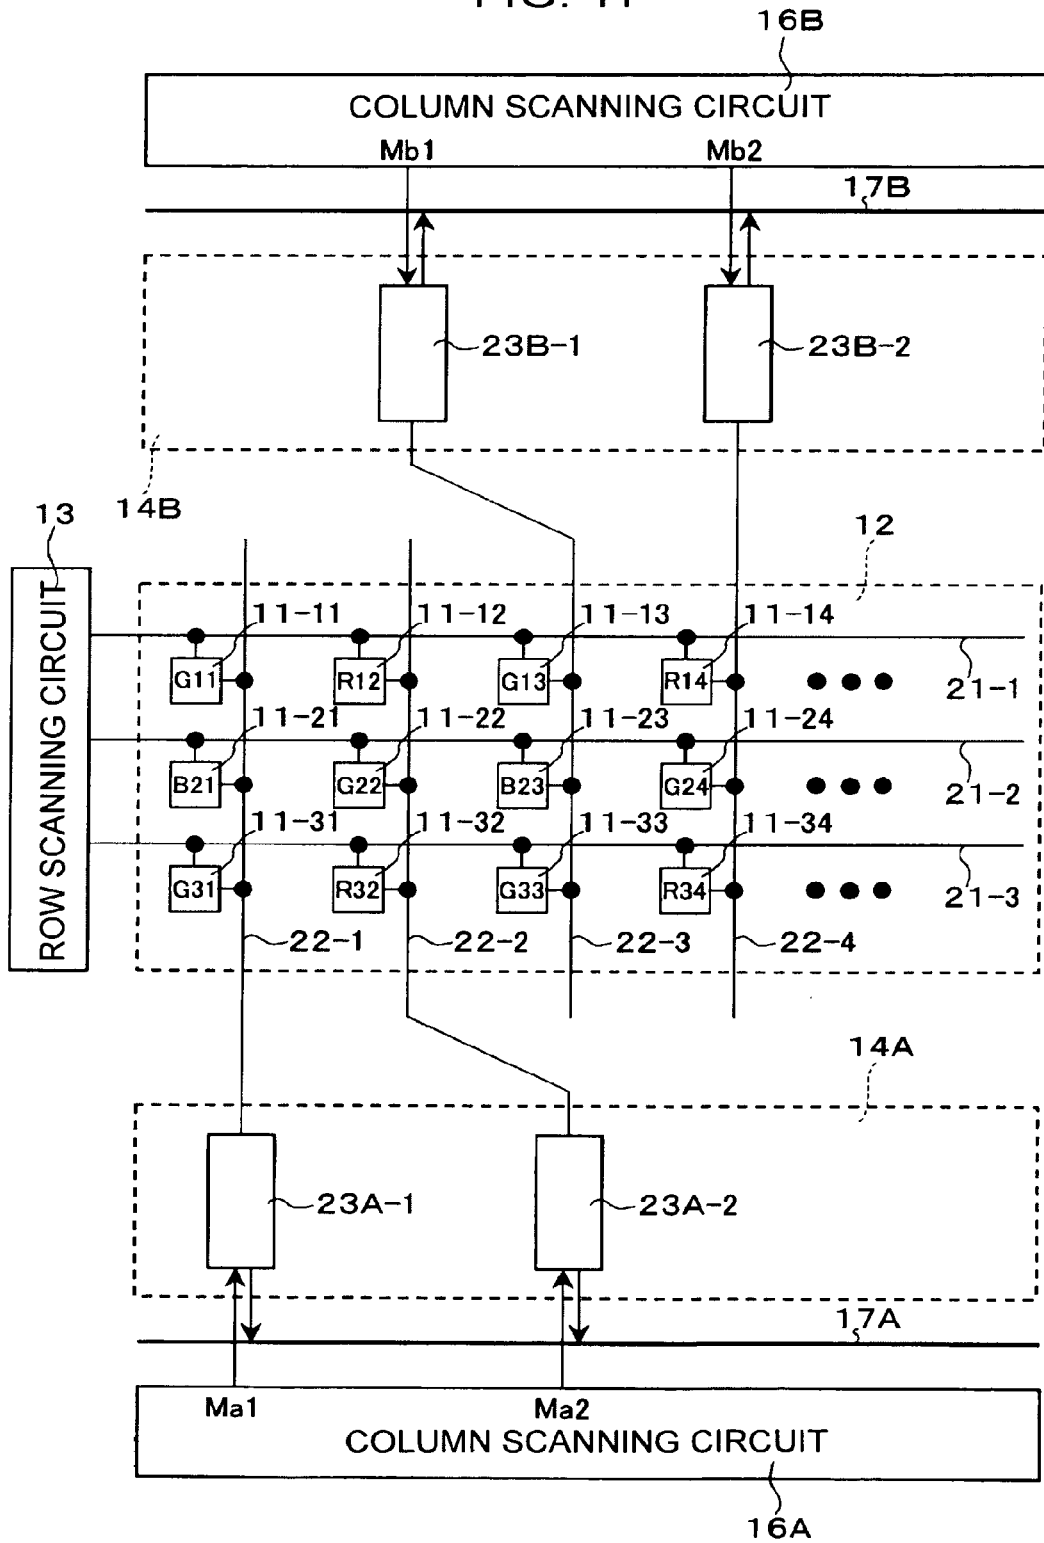 16B
COLUMN SCANNING CIRCUIT
Mb1 Mb2
17B
23B-1 23B-2
14B
13
12
ROW SCANNING CIRCUIT
11-11 11-12 11-13 11-14
G11 R12 G13 R14
21-1
11-21 11-22 11-23 11-24
B21 G22 B23 G24
21-2
11-31 11-32 11-33 11-34
G31 R32 G33 R34
21-3
22-1 22-2 22-3 22-4
14A
23A-1 23A-2
17A
Ma1 Ma2
COLUMN SCANNING CIRCUIT
16A